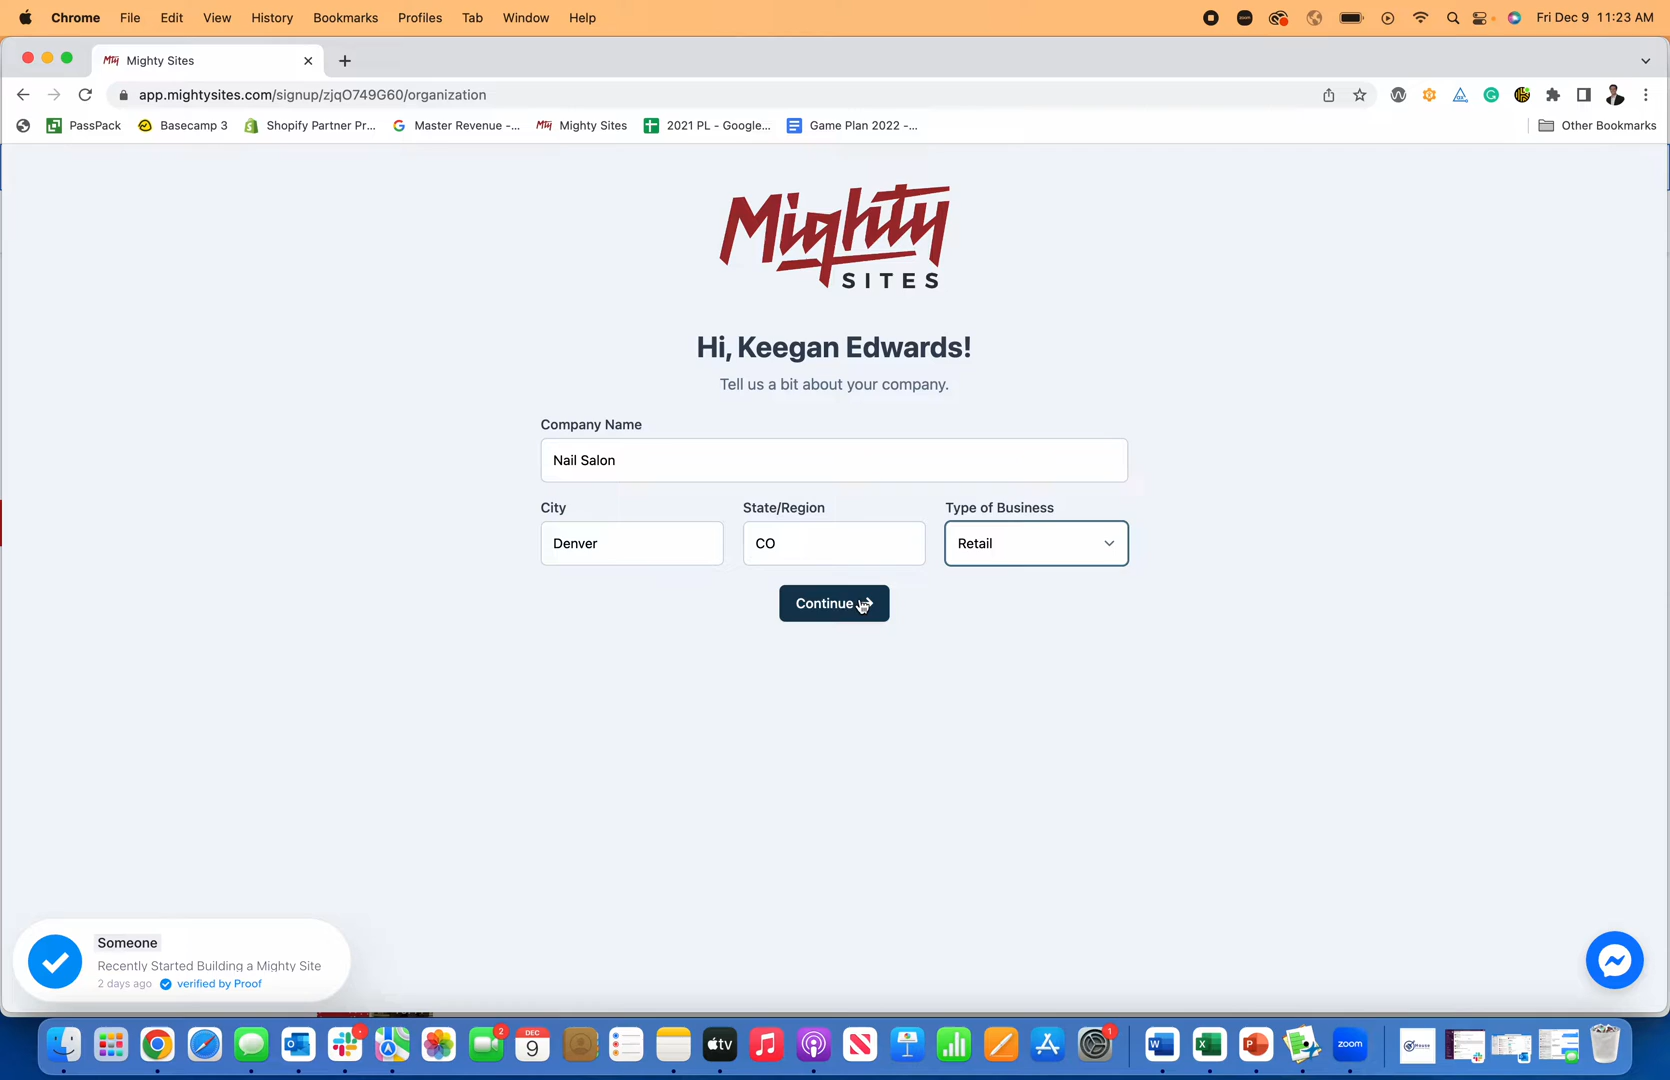 Chrome File Edit View History Bookmarks Profiles Tab Window Help Fri Dec 9 11:23 AM
Mighty Sites
app.mightysites.com/signup/zjqO749G60/organization
PassPack Basecamp 3 Shopify Partner Pr... Master Revenue -... Mighty Sites 2021 PL - Google... Game Plan 2022 -... Other Bookmarks
Mighty
SITES
Hi, Keegan Edwards!
Tell us a bit about your company.
Company Name
Nail Salon
City State/Region Type of Business
Denver CO Retail
Continue
Someone
Recently Started Building a Mighty Site
2 days ago verified by Proof
2 DEC 9 tv 1 W X P zoom